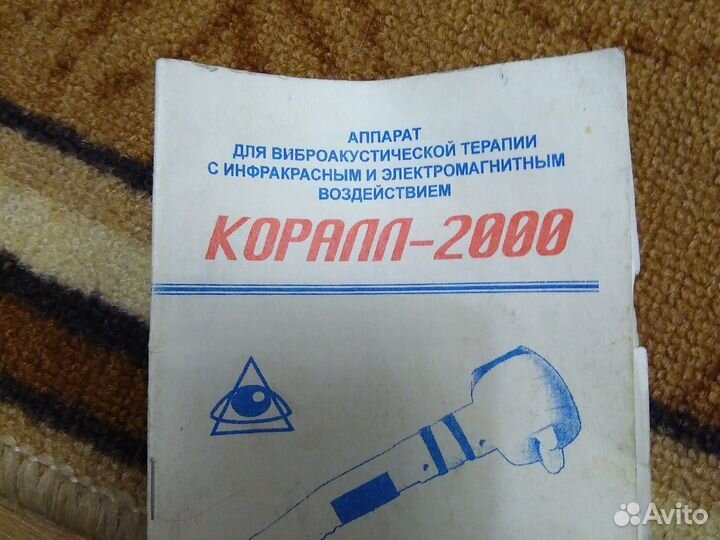 АППАРАТ
ДЛЯ ВИБРОАКУСТИЧЕСКОЙ ТЕРАПИИ
С ИНФРАКРАСНЫМ И ЭЛЕКТРОМАГНИТНЫМ
ВОЗДЕЙСТВИЕМ
КОРАЛЛ-2000
Avito